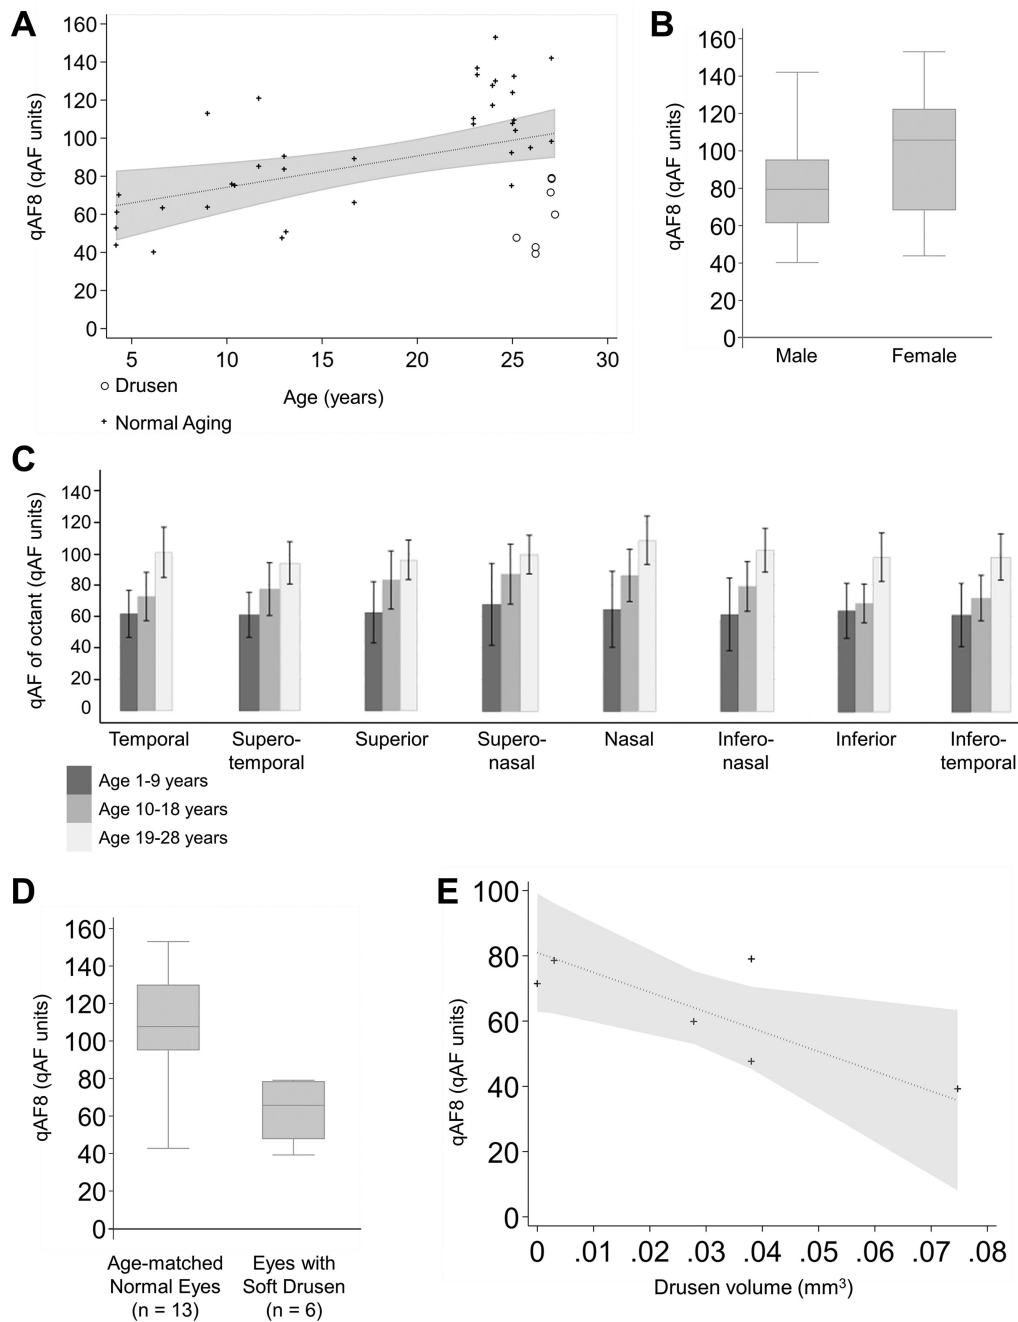 A
160
140
120
100
80
60
40
20
0
qAF8 (qAF units)
5 10 15 20 25 30
Age (years)
Drusen
Normal Aging
B
160
140
120
100
80
60
40
20
0
qAF8 (qAF units)
Male Female
C
140
120
100
80
60
40
20
0
qAF of octant (qAF units)
Temporal Supero- Superior Supero- Nasal Infero- Inferior Infero-
temporal nasal nasal temporal
Age 1-9 years
Age 10-18 years
Age 19-28 years
D
160
140
120
100
80
60
40
20
0
qAF8 (qAF units)
Age-matched Eyes with
Normal Eyes Soft Drusen
(n = 13) (n = 6)
E
100
80
60
40
20
0
qAF8 (qAF units)
0 .01 .02 .03 .04 .05 .06 .07 .08
Drusen volume (mm³)